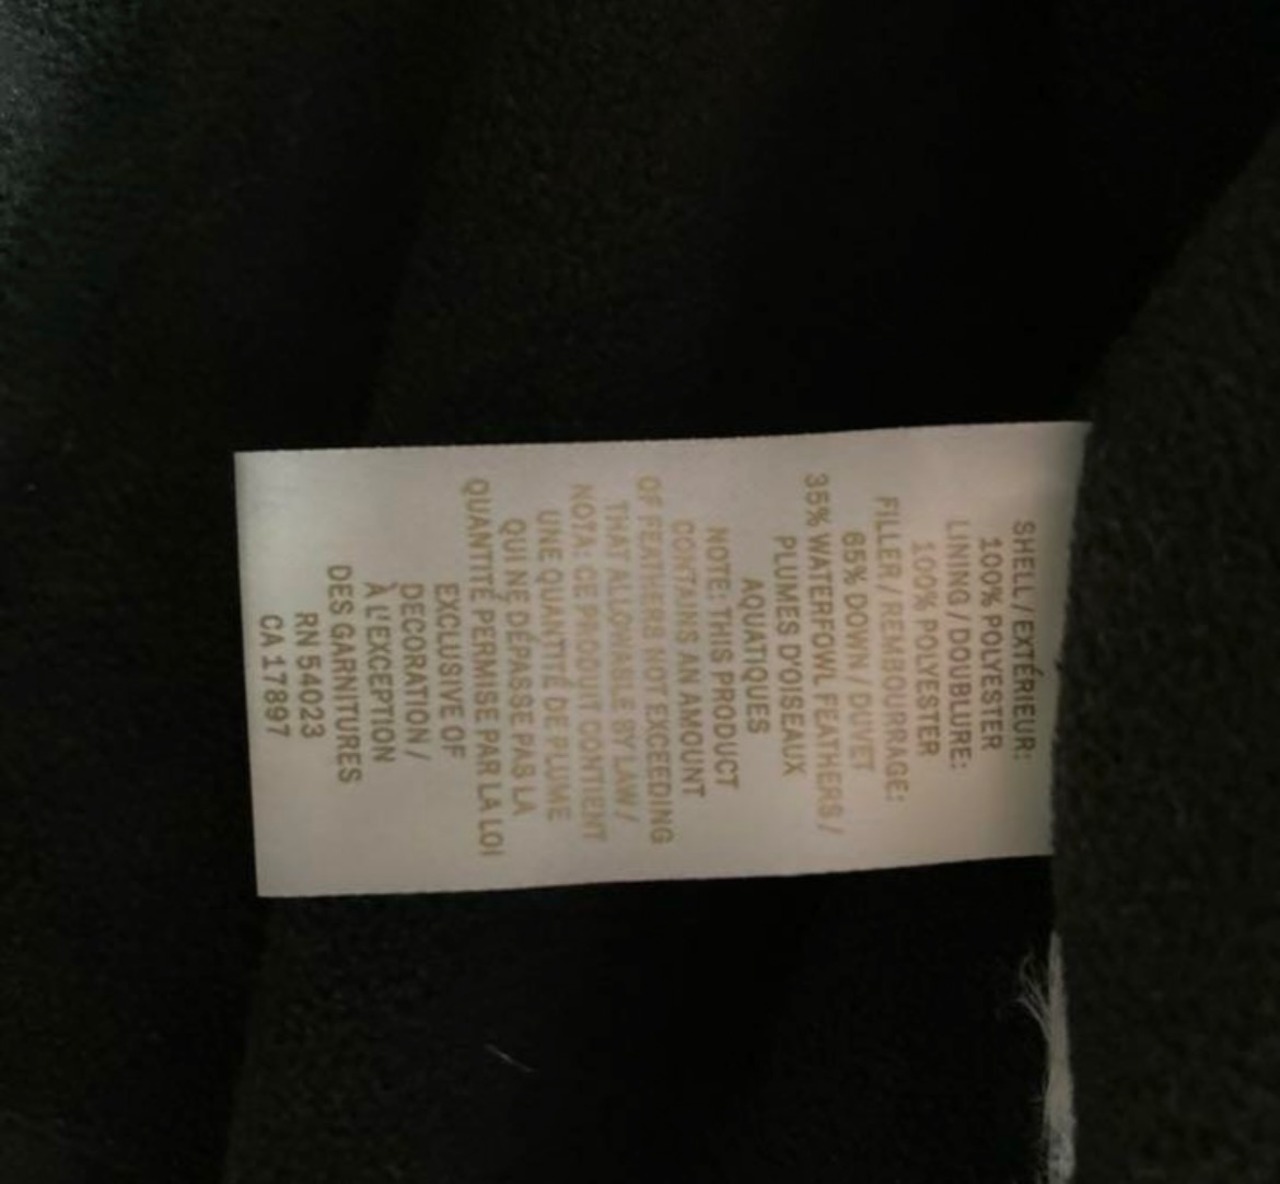 SHELL / EXTÉRIEUR:
100% POLYESTER
LINING / DOUBLURE:
100% POLYESTER
FILLER / REMBOURRAGE:
65% DOWN / DUVET
35% WATERFOWL FEATHERS /
PLUMES D'OISEAUX
AQUATIQUES
NOTE: THIS PRODUCT
CONTAINS AN AMOUNT
OF FEATHERS NOT EXCEEDING
THAT ALLOWABLE BY LAW /
NOTA: CE PRODUIT CONTIENT
UNE QUANTITÉ DE PLUME
QUI NE DÉPASSE PAS LA
QUANTITÉ PERMISE PAR LA LOI
EXCLUSIVE OF
DECORATION /
À L'EXCEPTION
DES GARNITURES
RN 54023
CA 17897